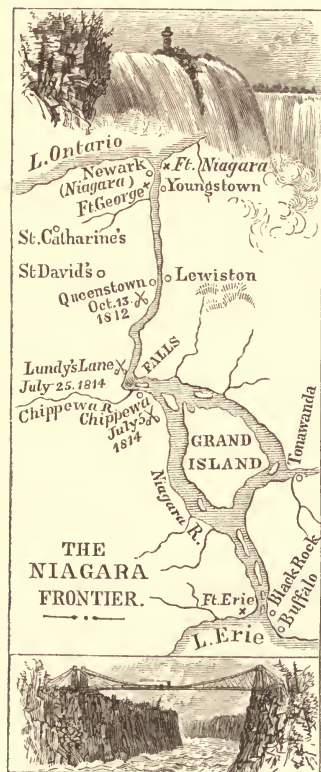 L. Ontario
Newark
(Niagara)
Ft. George
Ft. Niagara
Youngstown
St. Catharine's
St David's
Lewiston
Queenstown
Oct. 13.
1812
FALLS
Lundy's Lane
July 25. 1814
Chippewa R.
Chippewa
July 5
1814
GRAND
ISLAND
Tonawanda
Niagara R.
THE
NIAGARA
FRONTIER.
Ft. Erie
Black Rock
Buffalo
L. Erie